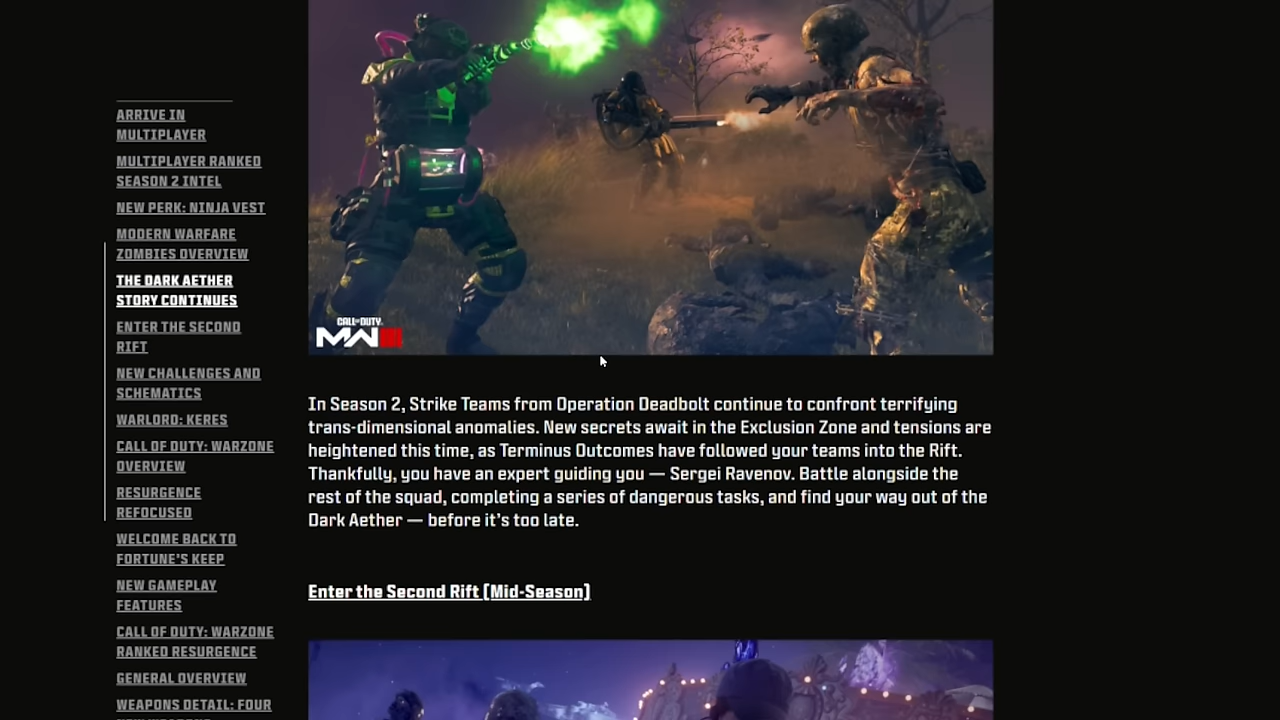 ARRIVE IN
MULTIPLAYER
MULTIPLAYER RANKED
SEASON 2 INTEL
NEW PERK: NINJA VEST
MODERN WARFARE
ZOMBIES OVERVIEW
THE DARK AETHER
STORY CONTINUES
ENTER THE SECOND
RIFT
NEW CHALLENGES AND
SCHEMATICS
WARLORD: KERES
CALL OF DUTY: WARZONE
OVERVIEW
RESURGENCE
REFOCUSED
WELCOME BACK TO
FORTUNE'S KEEP
NEW GAMEPLAY
FEATURES
CALL OF DUTY: WARZONE
RANKED RESURGENCE
GENERAL OVERVIEW
WEAPONS DETAIL: FOUR
CALL OF DUTY
MWIII
In Season 2, Strike Teams from Operation Deadbolt continue to confront terrifying
trans-dimensional anomalies. New secrets await in the Exclusion Zone and tensions are
heightened this time, as Terminus Outcomes have followed your teams into the Rift.
Thankfully, you have an expert guiding you — Sergei Ravenov. Battle alongside the
rest of the squad, completing a series of dangerous tasks, and find your way out of the
Dark Aether — before it's too late.
Enter the Second Rift [Mid-Season]